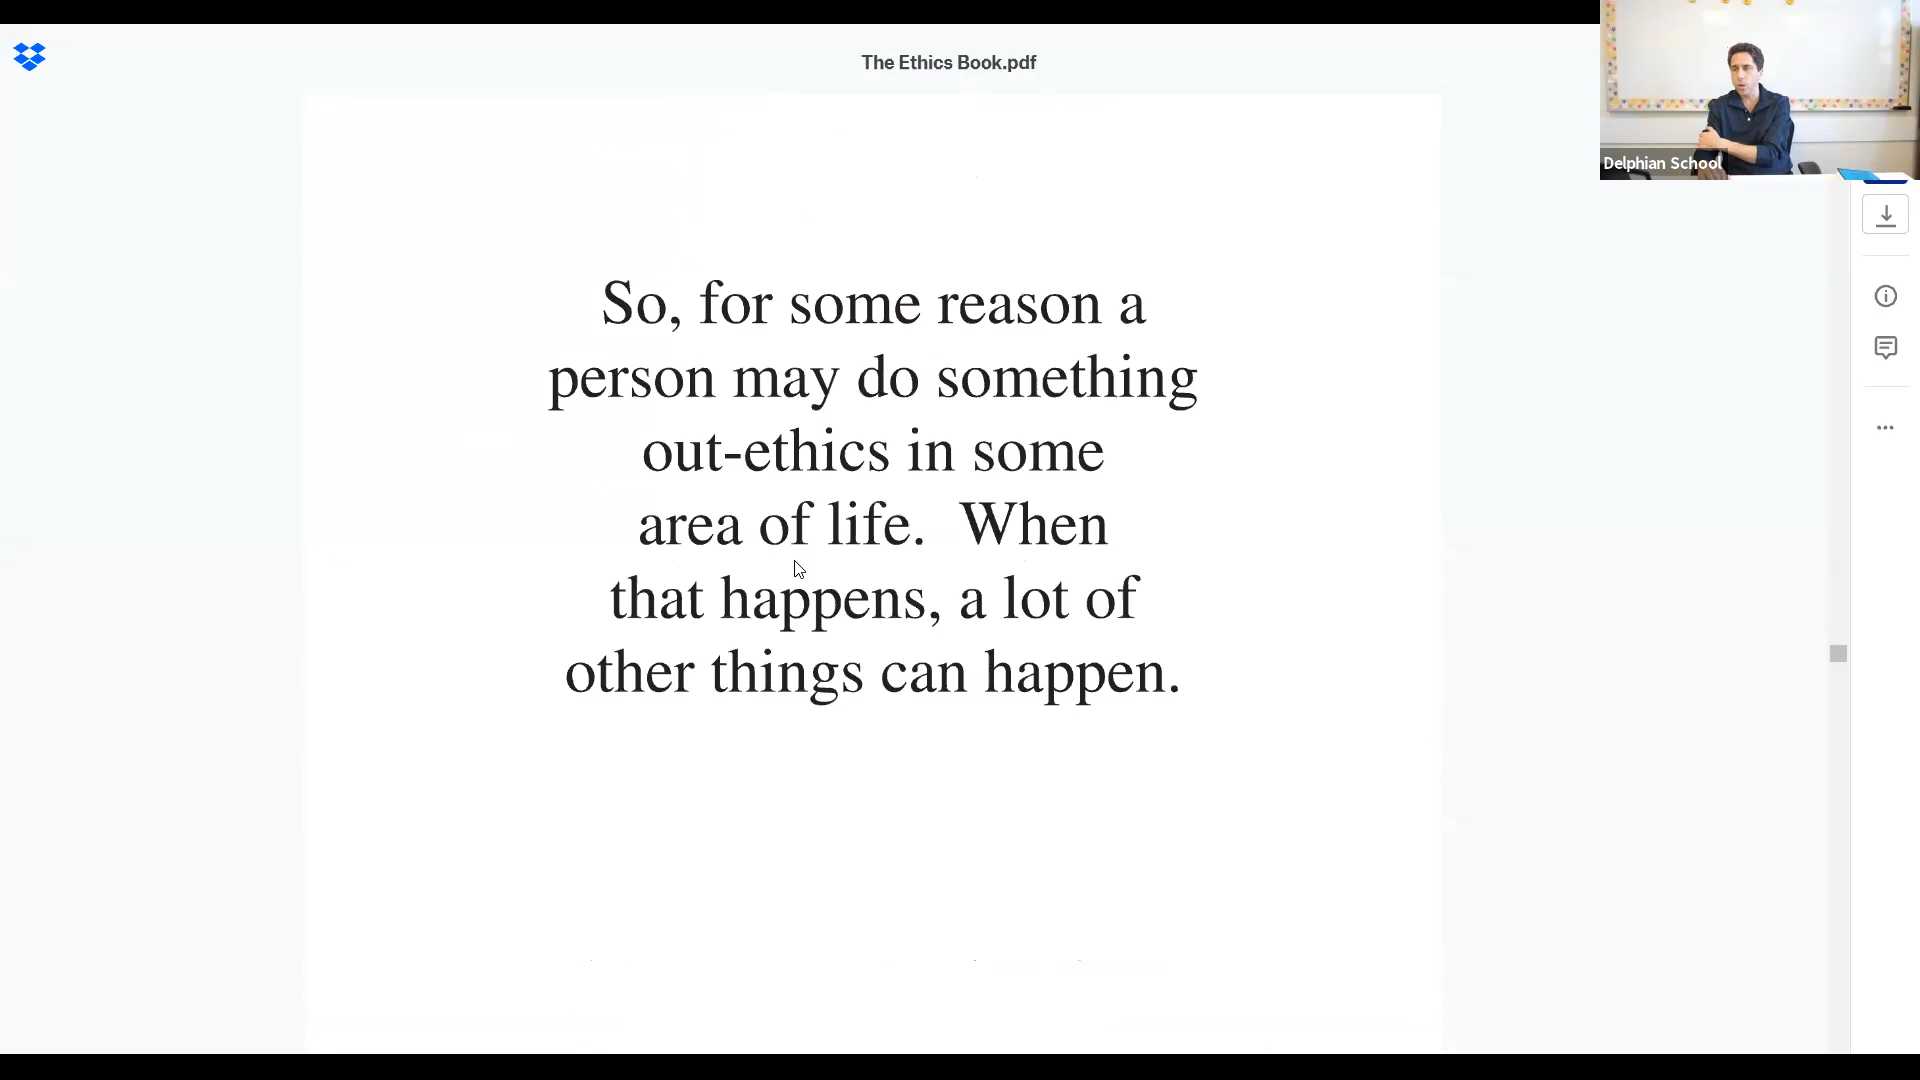 The Ethics Book.pdf
Delphian School
So, for some reason a
person may do something
out-ethics in some
area of life.  When
that happens, a lot of
other things can happen.